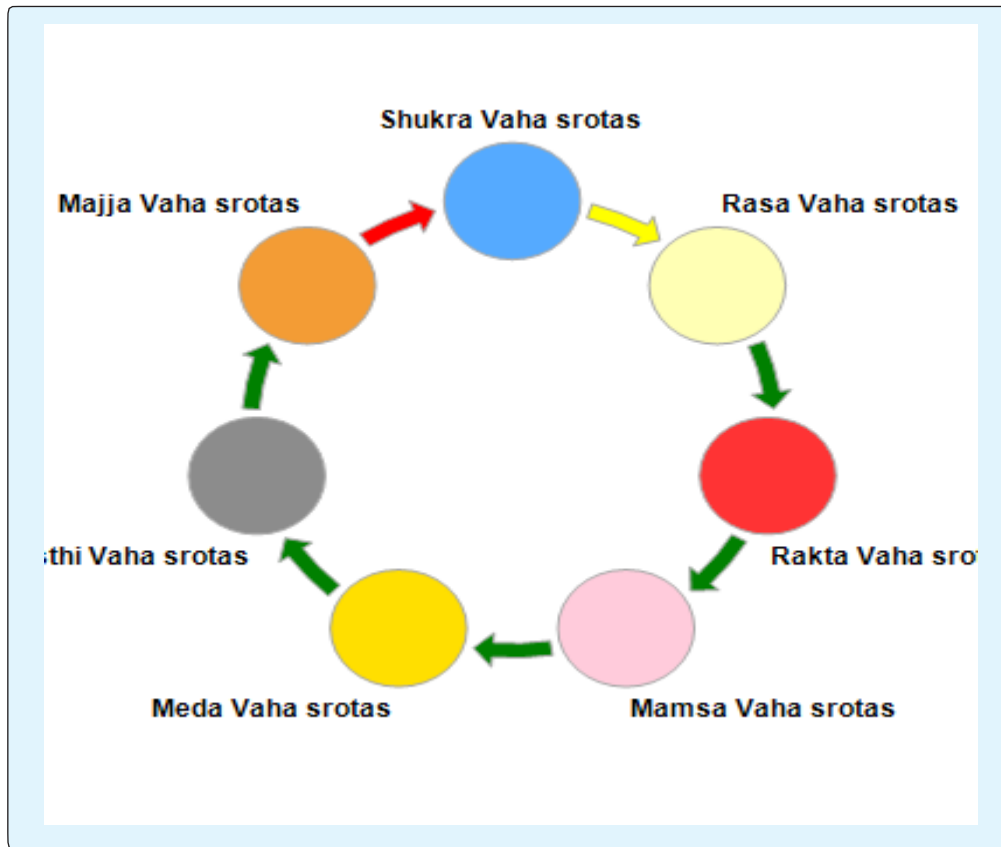 Shukra Vaha srotas
Majja Vaha srotas
Rasa Vaha srotas
sthi Vaha srotas
Rakta Vaha srot
Meda Vaha srotas
Mamsa Vaha srotas